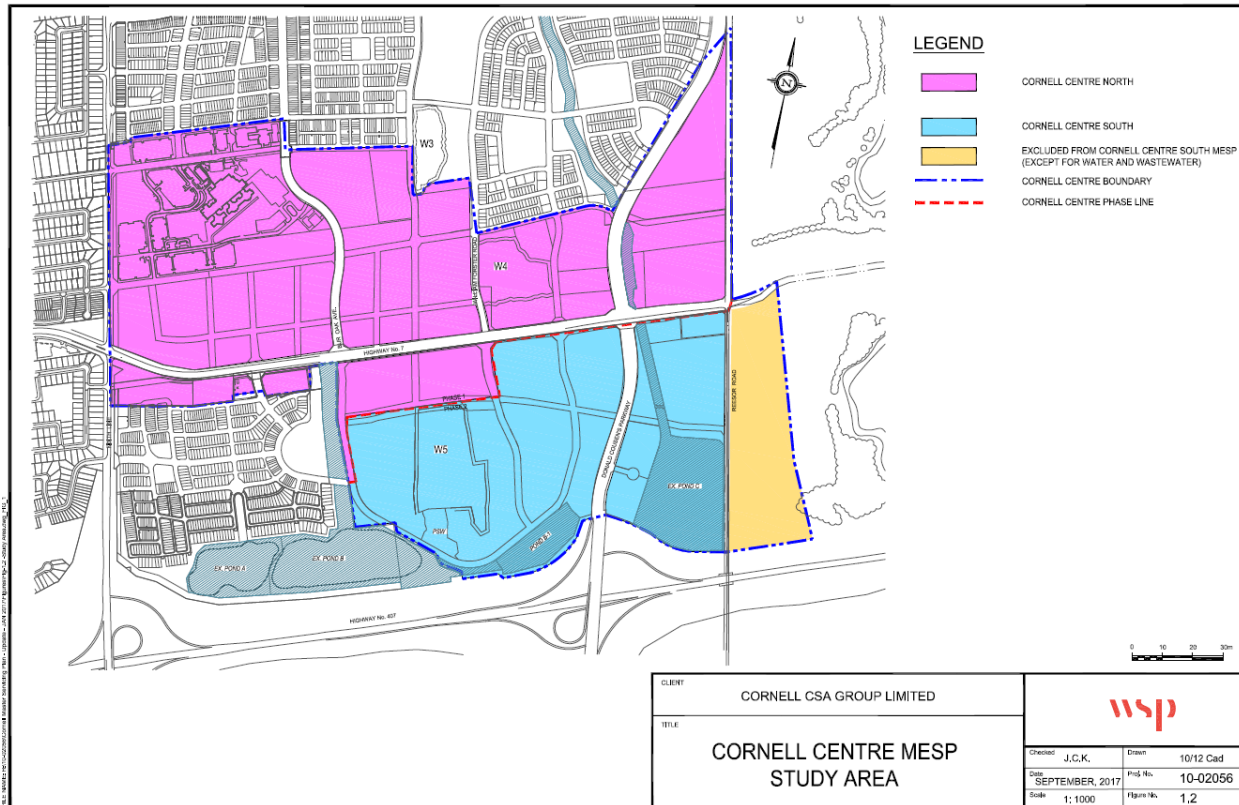 LEGEND
CORNELL CENTRE NORTH
CORNELL CENTRE SOUTH
EXCLUDED FROM CORNELL CENTRE SOUTH MESP
(EXCEPT FOR WATER AND WASTEWATER)
CORNELL CENTRE BOUNDARY
CORNELL CENTRE PHASE LINE
N
W3
W4
BUR OAK AVE.
HIGHWAY No. 7
PHASE 1
W5
DONALD COUSEN'S PARKWAY
REESOR ROAD
EX. POND C
PSW
EX. POND A
EX. POND B
HIGHWAY No. 407
0 10 20 30m
CLIENT
CORNELL CSA GROUP LIMITED
TITLE
CORNELL CENTRE MESP
STUDY AREA
wsp
Checked J.C.K. Drawn 10/12 Cad
Date SEPTEMBER, 2017 Proj. No. 10-02056
Scale 1: 1000 Figure No. 1.2